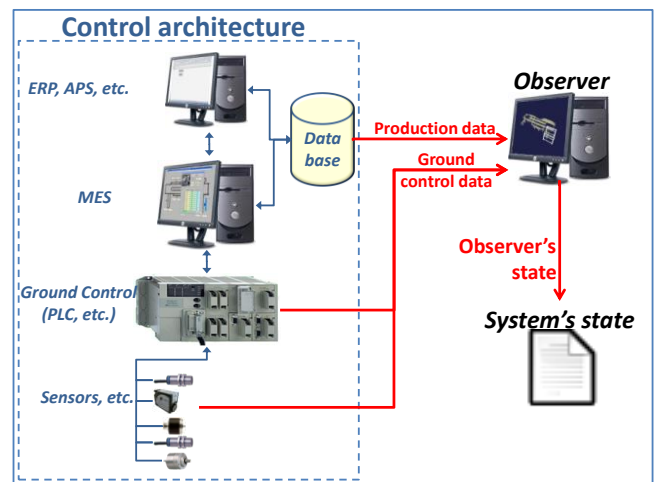 Control architecture
ERP, APS, etc.
Data
base
MES
Ground Control
(PLC, etc.)
Sensors, etc.
Production data
Ground
control data
Observer
Observer's
state
System's state